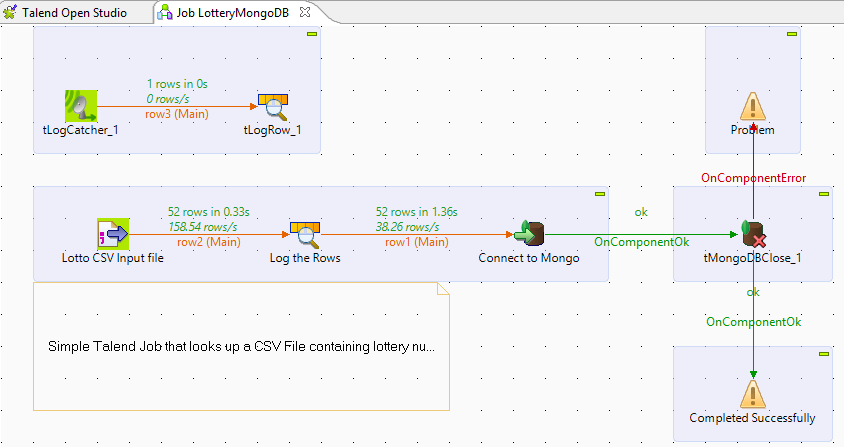 Talend Open Studio
Job LotteryMongoDB
1 rows in 0s
0 rows/s
row3 (Main)
tLogCatcher_1
tLogRow_1
Problem
OnComponentError
52 rows in 0.33s
158.54 rows/s
row2 (Main)
52 rows in 1.36s
38.26 rows/s
row1 (Main)
ok
OnComponentOk
Lotto CSV Input file
Log the Rows
Connect to Mongo
tMongoDBClose_1
ok
OnComponentOk
Simple Talend Job that looks up a CSV File containing lottery nu...
Completed Successfully